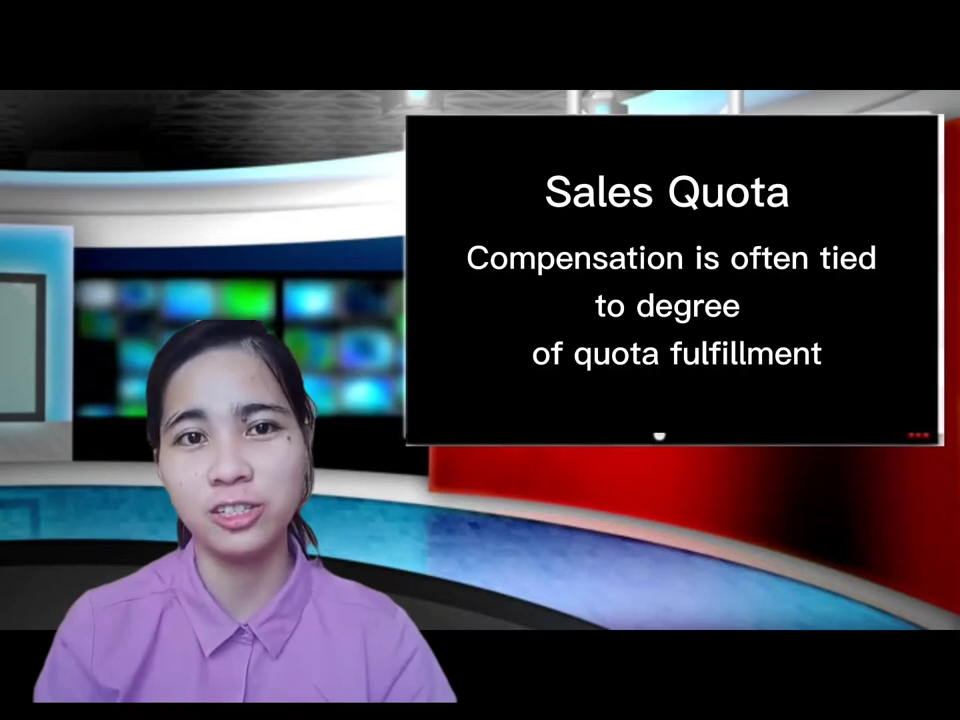 Sales Quota
Compensation is often tied
to degree
of quota fulfillment